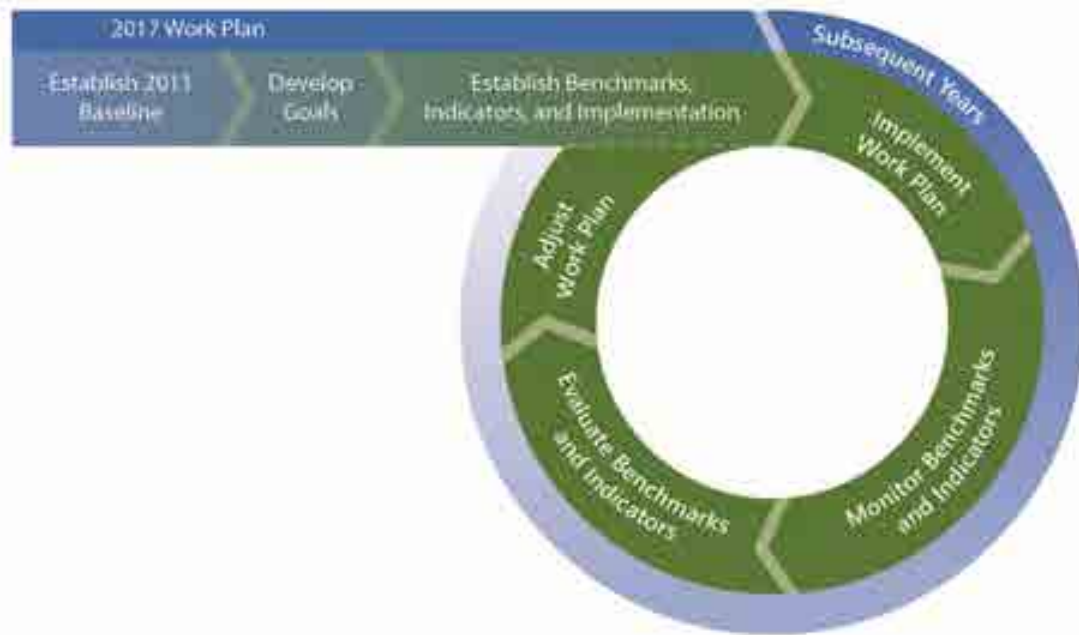 2017 Work Plan
Establish 2011
Baseline
Develop
Goals
Establish Benchmarks,
Indicators, and Implementation
Subsequent Years
Implement
Work Plan
Monitor Benchmarks
and Indicators
Evaluate Benchmarks
and Indicators
Adjust
Work Plan